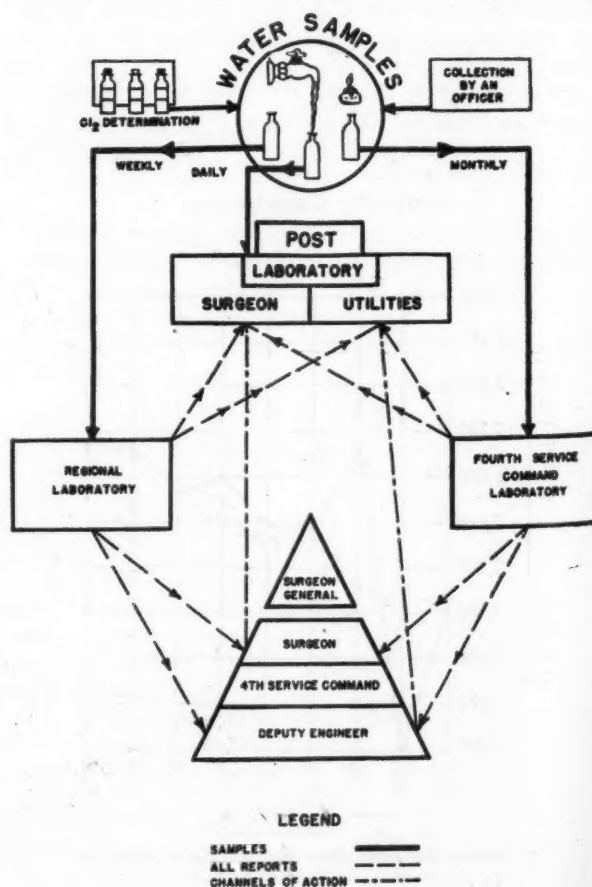 WATER SAMPLES
Cl₂ DETERMINATION
COLLECTION
BY AN
OFFICER
WEEKLY
DAILY
MONTHLY
POST
LABORATORY
SURGEON
UTILITIES
REGIONAL
LABORATORY
FOURTH SERVICE
COMMAND
LABORATORY
SURGEON
GENERAL
SURGEON
4TH SERVICE COMMAND
DEPUTY ENGINEER
LEGEND
SAMPLES
ALL REPORTS
CHANNELS OF ACTION